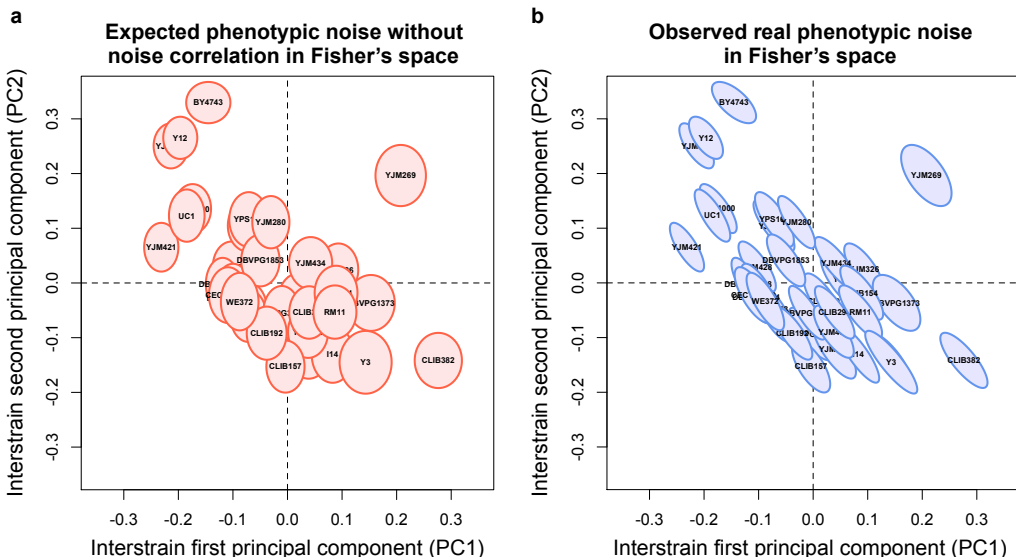 a
Expected phenotypic noise without
noise correlation in Fisher's space
Interstrain second principal component (PC2)
0.3
0.2
0.1
0.0
-0.1
-0.2
-0.3
BY4743
Y12
YJM269
UC1
YJM421
YJM280
DBVPG1853
YJM434
WE372
CLIB192
RM11
CLIB157
I14
Y3
CLIB382
-0.3 -0.2 -0.1 0.0 0.1 0.2 0.3
Interstrain first principal component (PC1)
b
Observed real phenotypic noise
in Fisher's space
Interstrain second principal component (PC2)
0.3
0.2
0.1
0.0
-0.1
-0.2
-0.3
BY4743
Y12
YJM269
UC1
YJM280
YJM421
DBVPG1853
YJM434
WE372
CLIB192
RM11
CLIB157
Y3
CLIB382
-0.3 -0.2 -0.1 0.0 0.1 0.2 0.3
Interstrain first principal component (PC1)